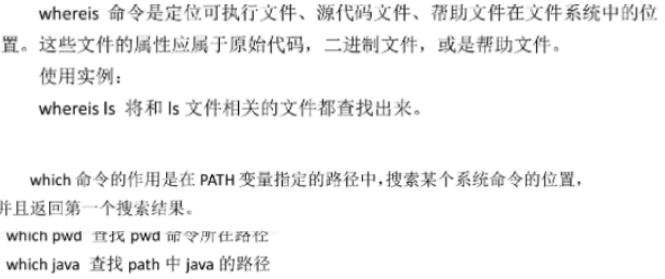 whereis 命令是定位可执行文件、源代码文件、帮助文件在文件系统中的位
置。这些文件的属性应属于原始代码，二进制文件，或是帮助文件。
使用实例：
whereis ls 将和 ls 文件相关的文件都查找出来。
which 命令的作用是在 PATH 变量指定的路径中，搜索某个系统命令的位置，
并且返回第一个搜索结果。
which pwd 查找 pwd 命令所在路径
which java 查找 path 中 java 的路径